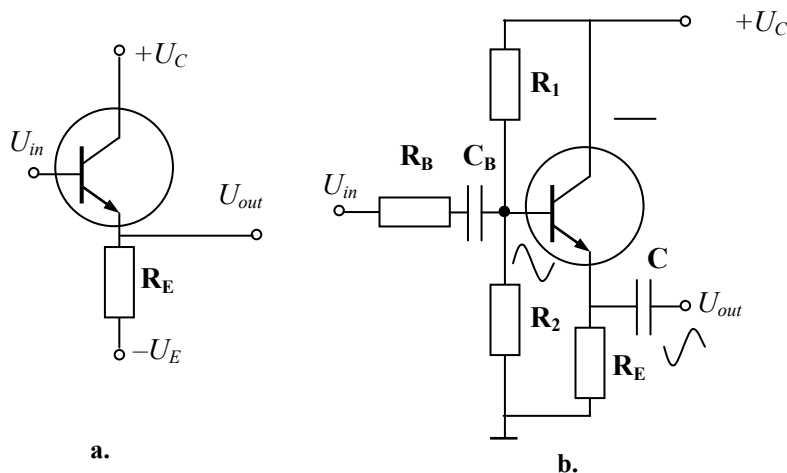 +U_C
U_in
U_out
R_E
–U_E
a.
+U_C
R_1
R_B
C_B
U_in
C
U_out
R_2
R_E
b.